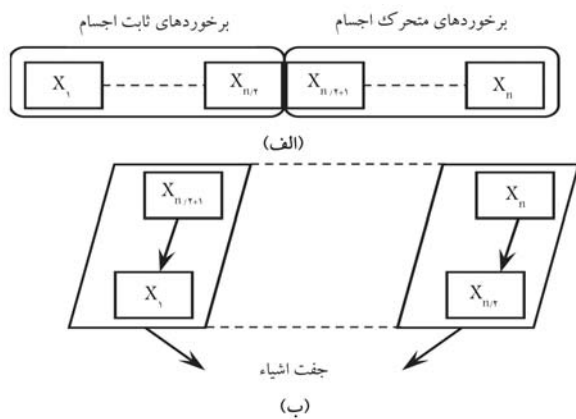 برخوردهای متحرک اجسام برخوردهای ثابت اجسام
X۱ Xn/۲ Xn/۲+۱ Xn
(الف)
Xn/۲+۱ Xn
X۱ Xn/۲
جفت اشیاء
(ب)